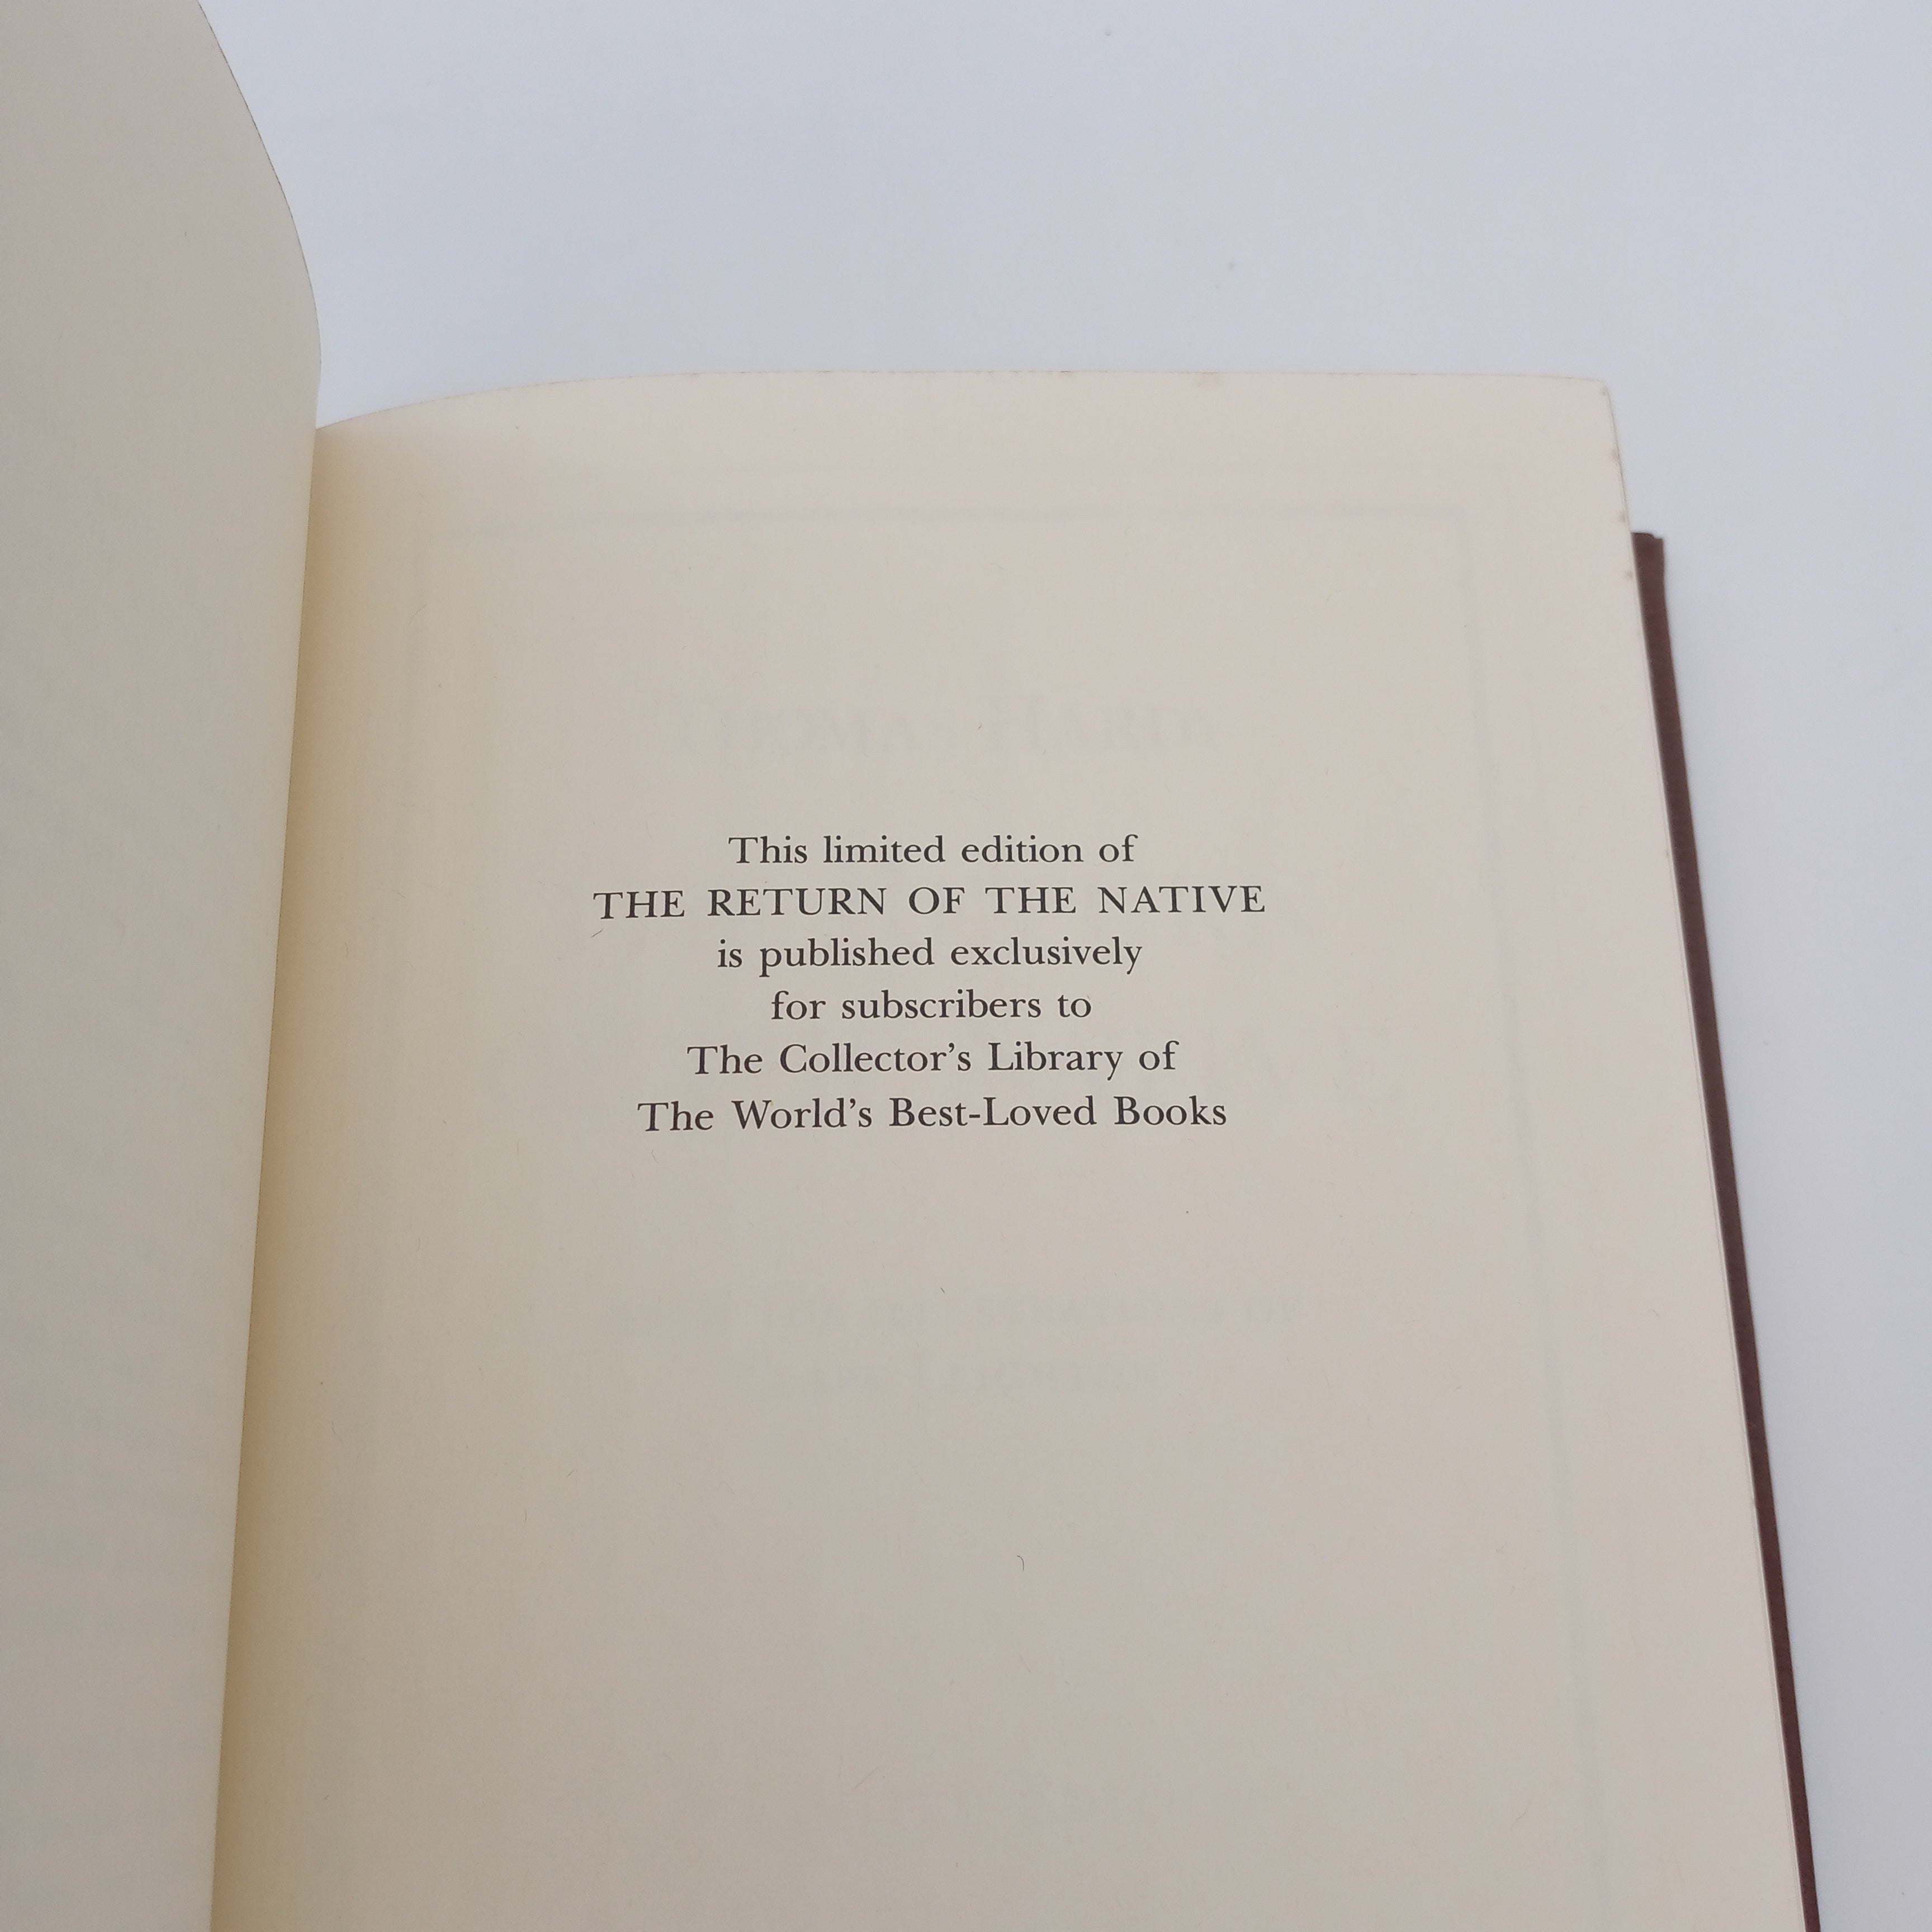 This limited edition of
THE RETURN OF THE NATIVE
is published exclusively
for subscribers to
The Collector's Library of
The World's Best-Loved Books